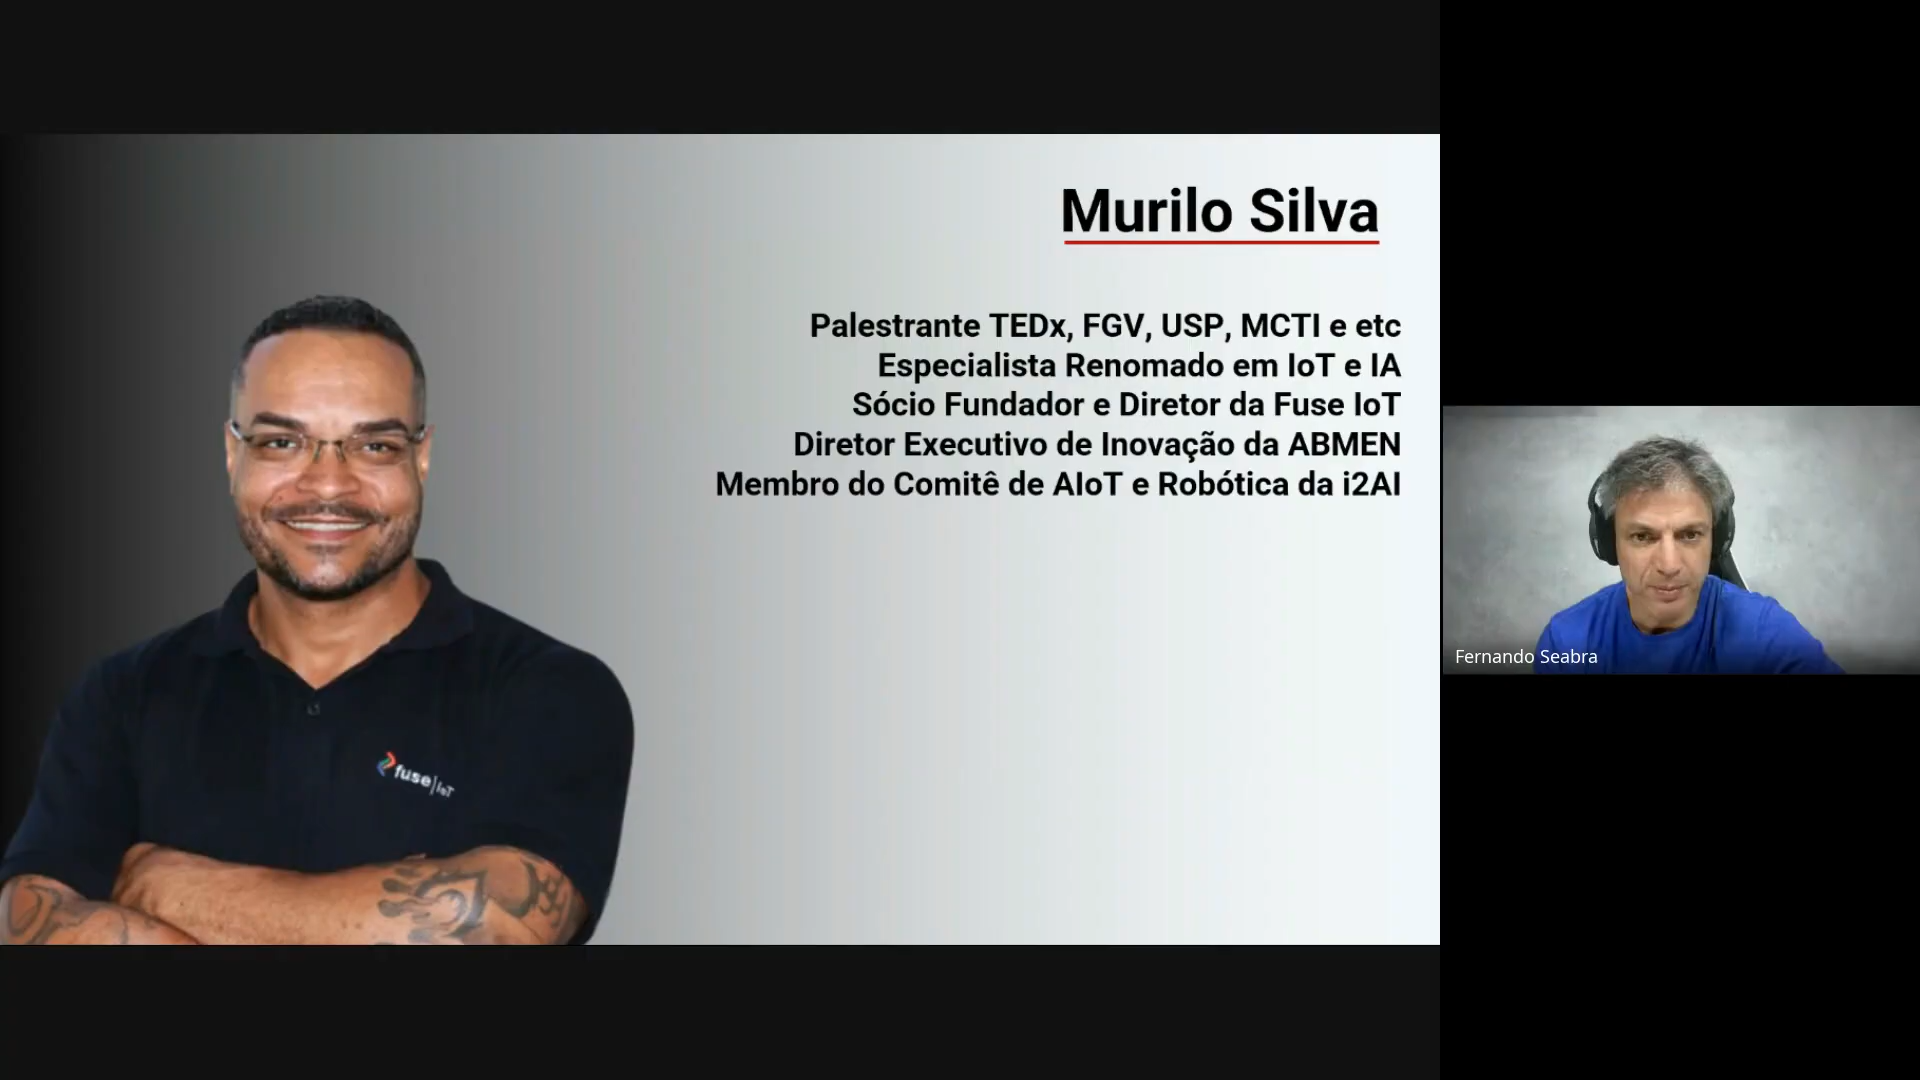 Murilo Silva
Palestrante TEDx, FGV, USP, MCTI e etc
Especialista Renomado em IoT e IA
Sócio Fundador e Diretor da Fuse IoT
Diretor Executivo de Inovação da ABMEN
Membro do Comitê de AIoT e Robótica da i2AI
fuse|IoT
Fernando Seabra